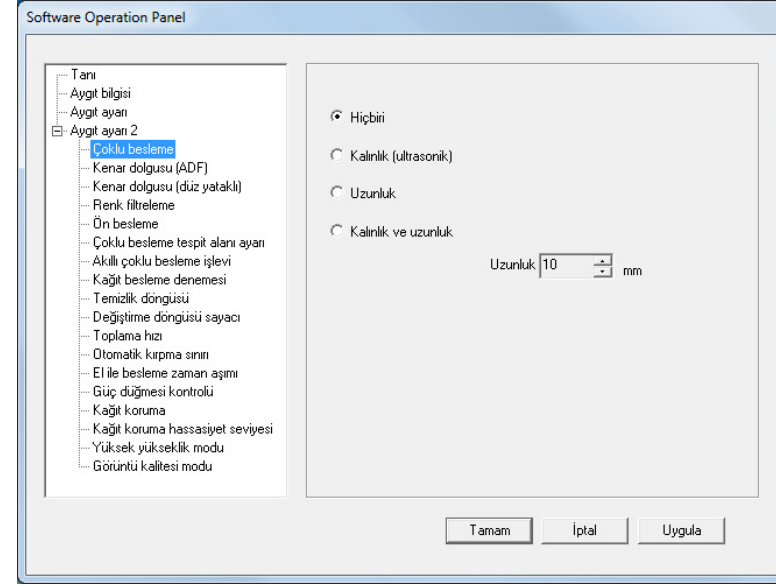 Software Operation Panel
Tanı
Aygıt bilgisi
Aygıt ayarı
Aygıt ayarı 2
Çoklu besleme
Kenar dolgusu (ADF)
Kenar dolgusu (düz yataklı)
Renk filtreleme
Ön besleme
Çoklu besleme tespit alanı ayarı
Akıllı çoklu besleme işlevi
Kağıt besleme denemesi
Temizlik döngüsü
Değiştirme döngüsü sayacı
Toplama hızı
Otomatik kırpma sınırı
El ile besleme zaman aşımı
Güç düğmesi kontrolü
Kağıt koruma
Kağıt koruma hassasiyet seviyesi
Yüksek yükseklik modu
Görüntü kalitesi modu
Hiçbiri
Kalınlık (ultrasonik)
Uzunluk
Kalınlık ve uzunluk
Uzunluk 10 mm
Tamam İptal Uygula